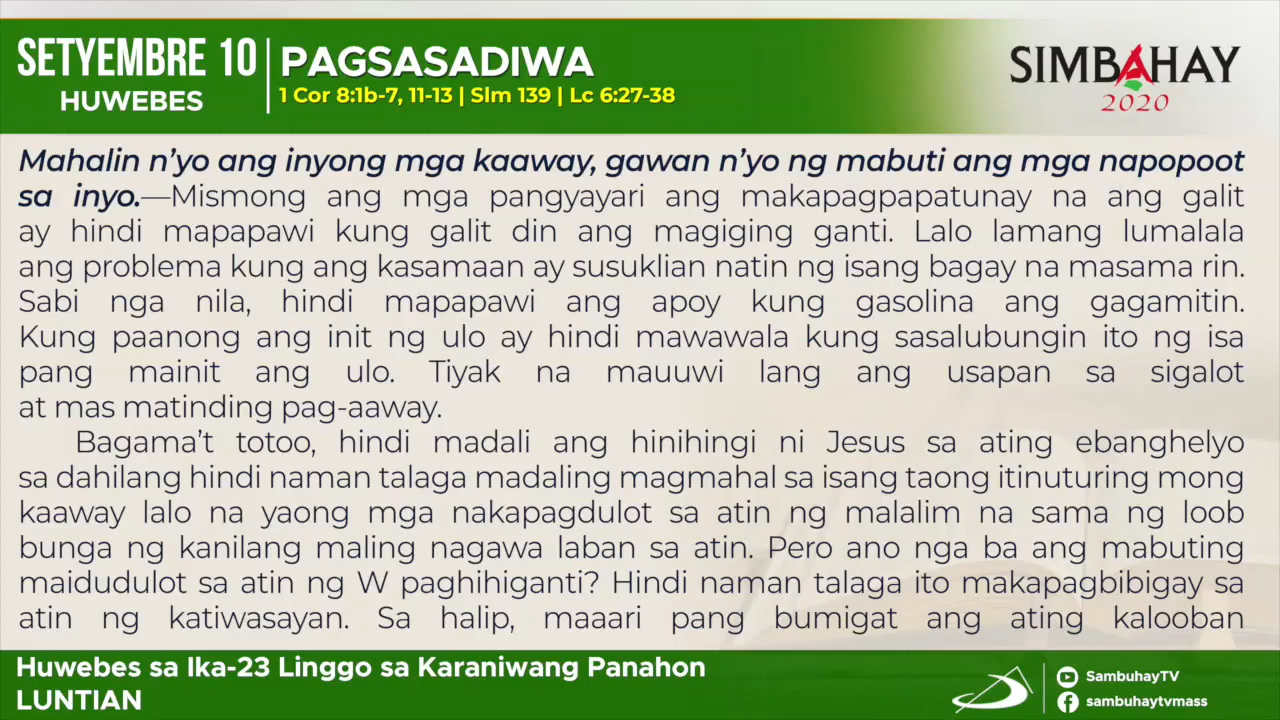 SETYEMBRE 10
HUWEBES
PAGSASADIWA
1 Cor 8:1b-7, 11-13 | Slm 139 | Lc 6:27-38
SIMBAHAY
2020
Mahalin n’yo ang inyong mga kaaway, gawan n’yo ng mabuti ang mga napopoot
sa inyo.—Mismong ang mga pangyayari ang makapagpapatunay na ang galit
ay hindi mapapawi kung galit din ang magiging ganti. Lalo lamang lumalala
ang problema kung ang kasamaan ay susuklian natin ng isang bagay na masama rin.
Sabi nga nila, hindi mapapawi ang apoy kung gasolina ang gagamitin.
Kung paanong ang init ng ulo ay hindi mawawala kung sasalubungin ito ng isa
pang mainit ang ulo. Tiyak na mauuwi lang ang usapan sa sigalot
at mas matinding pag-aaway.
Bagama’t totoo, hindi madali ang hinihingi ni Jesus sa ating ebanghelyo
sa dahilang hindi naman talaga madaling magmahal sa isang taong itinuturing mong
kaaway lalo na yaong mga nakapagdulot sa atin ng malalim na sama ng loob
bunga ng kanilang maling nagawa laban sa atin. Pero ano nga ba ang mabuting
maidudulot sa atin ng W paghihiganti? Hindi naman talaga ito makapagbibigay sa
atin ng katiwasayan. Sa halip, maaari pang bumigat ang ating kalooban
Huwebes sa Ika-23 Linggo sa Karaniwang Panahon
LUNTIAN
SambuhayTV
sambuhaytvmass